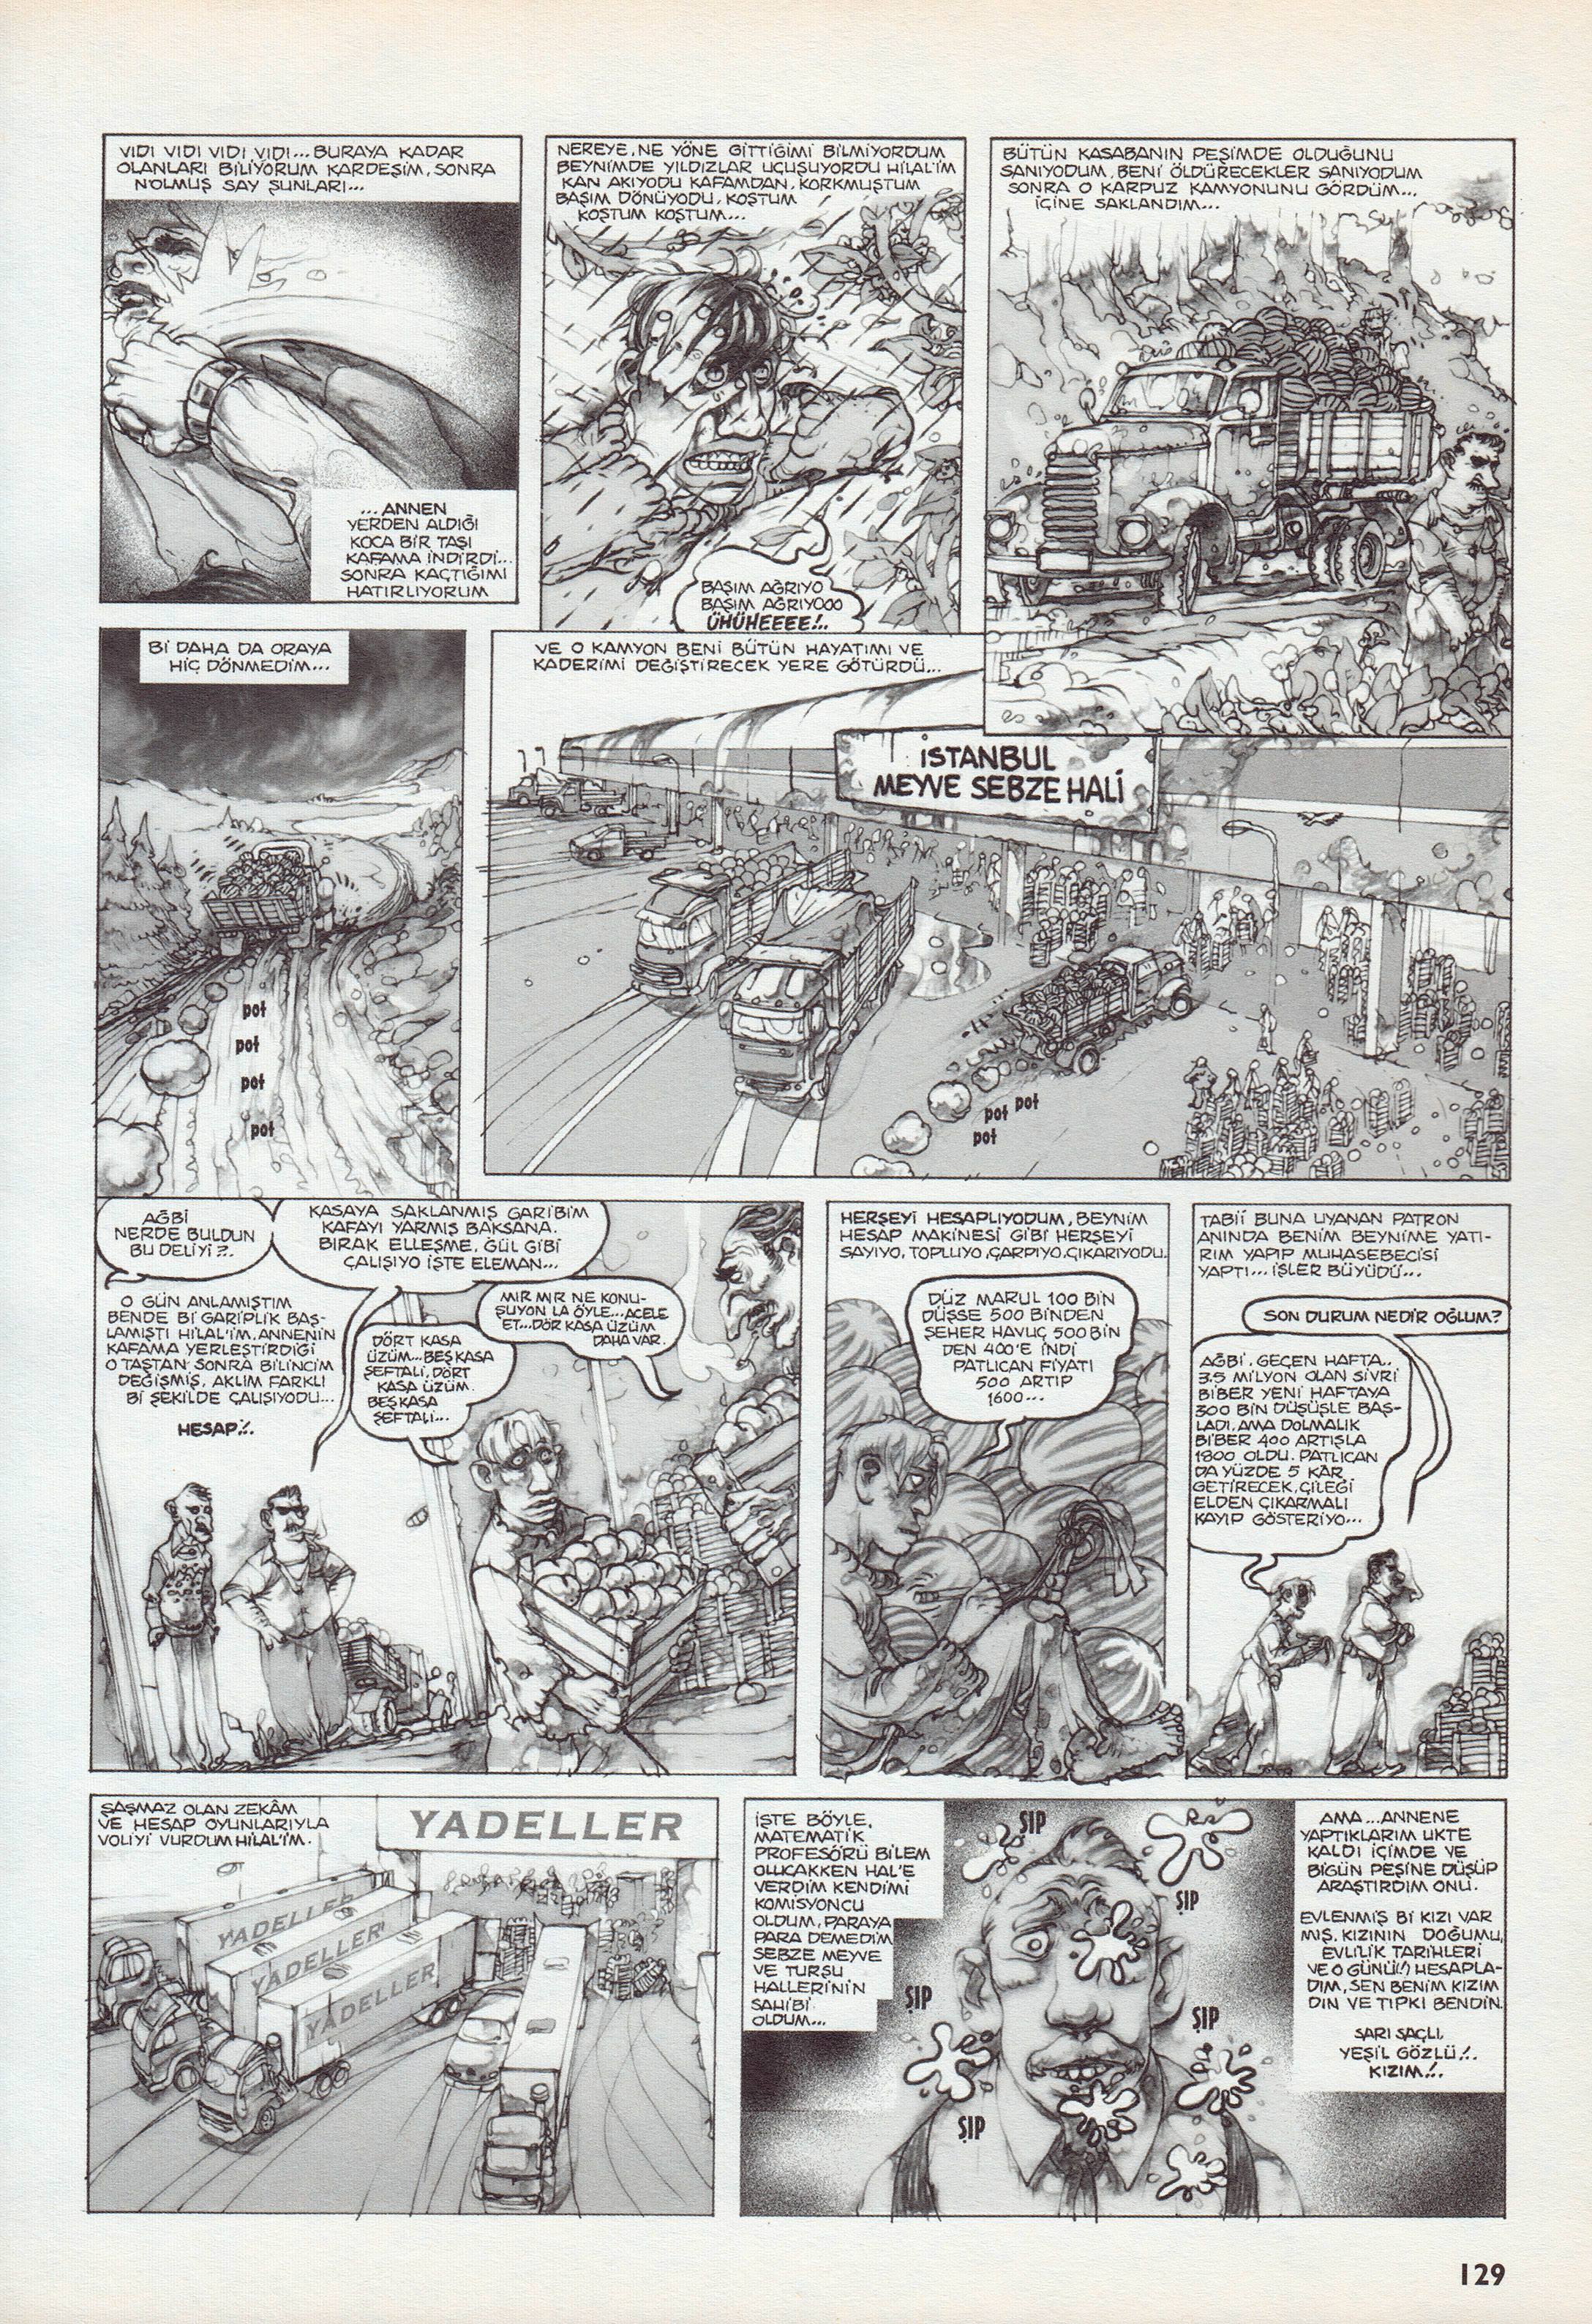 VIDI VIDI VIDI VIDI... BURAYA KADAR
OLANLARI BİLİYORUM KARDEŞİM, SONRA
N'OLMUŞ SAY ŞUNLARI...
...ANNEN
YERDEN ALDIĞI
KOCA BİR TAŞI
KAFAMA İNDİRDİ...
SONRA KAÇTIĞIMI
HATIRLIYORUM
NEREYE, NE YÖNE GİTTİĞİMİ BİLMİYORDUM
BEYNİMDE YILDIZLAR UÇUŞUYORDU HİLAL'İM
KAN AKIYODU KAFAMDAN, KORKMUŞTUM
BAŞIM DÖNÜYODU, KOŞTUM
KOŞTUM KOŞTUM...
BAŞIM AĞRIYO
BAŞIM AĞRIYOOO
ÜHÜHEEEE!..
BÜTÜN KASABANIN PEŞİMDE OLDUĞUNU
SANIYODUM, BENİ ÖLDÜRECEKLER SANIYODUM
SONRA O KARPUZ KAMYONUNU GÖRDÜM...
İÇİNE SAKLANDIM...
Bİ DAHA DA ORAYA
HİÇ DÖNMEDİM...
pot
pot
pot
pot
VE O KAMYON BENİ BÜTÜN HAYATIMI VE
KADERİMİ DEĞİŞTİRECEK YERE GÖTÜRDÜ...
İSTANBUL
MEYVE SEBZE HALİ
pot pot
pot
AĞBİ
NERDE BULDUN
BU DELİYİ?..
KASAYA SAKLANMIŞ GARİBİM
KAFAYI YARMIŞ BAKSANA.
BIRAK ELLEŞME, GÜL GİBİ
ÇALIŞIYO İŞTE ELEMAN...
O GÜN ANLAMIŞTIM
BENDE Bİ GARİPLİK BAŞ-
LAMIŞTI HİLAL'İM, ANNENİN
KAFAMA YERLEŞTİRDİĞİ
O TAŞTAN SONRA BİLİNCİM
DEĞİŞMİŞ, AKLIM FARKLI
Bİ ŞEKİLDE ÇALIŞIYODU...
HESAP!..
DÖRT KASA
ÜZÜM... BEŞ KASA
ŞEFTALİ, DÖRT
KASA ÜZÜM.
BEŞ KASA
ŞEFTALİ...
MIR MIR NE KONU-
ŞUYON LA ÖYLE... ACELE
ET... DÖR KASA ÜZÜM
DAHA VAR.
HERŞEYİ HESAPLIYODUM, BEYNİM
HESAP MAKİNESİ GİBİ HERŞEYİ
SAYIYO, TOPLUYO, ÇARPIYO, ÇIKARIYODU.
DÜZ MARUL 100 BİN
DÜŞSE 500 BİNDEN
ŞEHER HAVUÇ 500 BİN
DEN 400'E İNDİ
PATLICAN FİYATI
500 ARTIP
1600...
TABİİ BUNA UYANAN PATRON
ANINDA BENİM BEYNİME YATI-
RIM YAPIP MUHASEBECİSİ
YAPTI... İŞLER BÜYÜDÜ...
SON DURUM NEDİR OĞLUM?
AĞBİ, GEÇEN HAFTA..
3.5 MİLYON OLAN SİVRİ
BİBER YENİ HAFTAYA
300 BİN DÜŞÜŞLE BAŞ-
LADI, AMA DOLMALIK
BİBER 400 ARTIŞLA
1800 OLDU. PATLICAN
DA YÜZDE 5 KÂR
GETİRECEK, ÇİLEĞİ
ELDEN ÇIKARMALI
KAYIP GÖSTERİYO...
ŞAŞMAZ OLAN ZEKÂM
VE HESAP OYUNLARIYLA
VOLİYİ VURDUM HİLAL'İM.
YADELLER
YADELLER
YADELLER
YADELLER
İŞTE BÖYLE,
MATEMATİK
PROFESÖRÜ BİLEM
OLUCAKKEN HAL'E
VERDİM KENDİMİ
KOMİSYONCU
OLDUM, PARAYA
PARA DEMEDİM
SEBZE MEYVE
VE TURŞU
HALLERİNİN
SAHİBİ
OLDUM...
ŞIP
ŞIP
ŞIP
ŞIP
ŞIP
AMA... ANNENE
YAPTIKLARIM UKTE
KALDI İÇİMDE VE
BİGÜN PEŞİNE DÜŞÜP
ARAŞTIRDIM ONU.
EVLENMİŞ Bİ KIZI VAR
MIŞ. KIZININ DOĞUMU,
EVLİLİK TARİHLERİ
VE O GÜNÜ(!) HESAPLA-
DIM, SEN BENİM KIZIM
DIN VE TIPKI BENDİN.
SARI SAÇLI,
YEŞİL GÖZLÜ!..
KIZIM!..
129